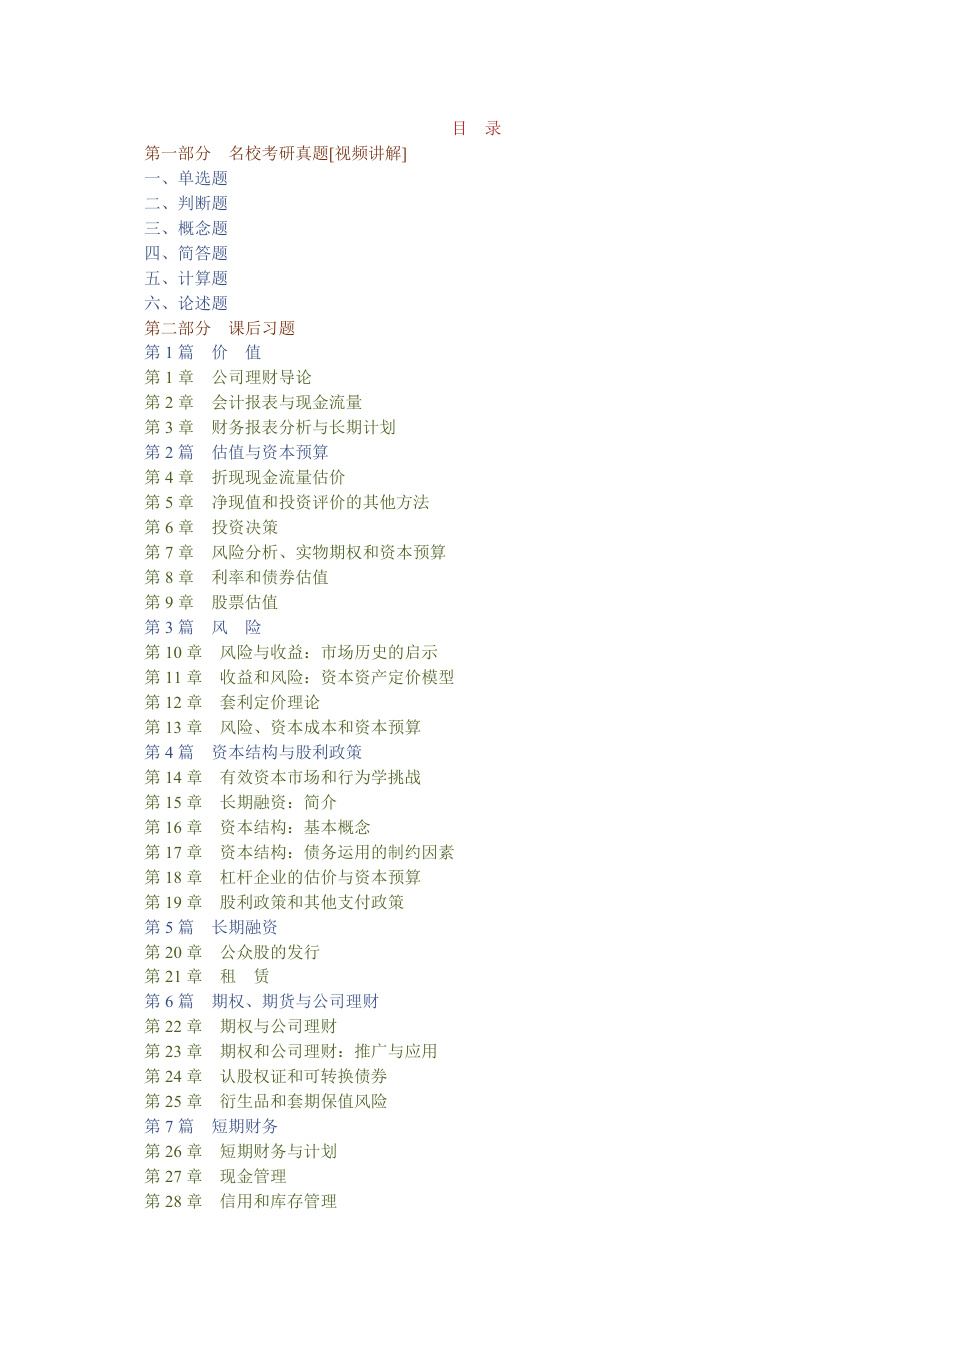 目　录
第一部分　名校考研真题[视频讲解]
一、单选题
二、判断题
三、概念题
四、简答题
五、计算题
六、论述题
第二部分　课后习题
第 1 篇　价　值
第 1 章　公司理财导论
第 2 章　会计报表与现金流量
第 3 章　财务报表分析与长期计划
第 2 篇　估值与资本预算
第 4 章　折现现金流量估价
第 5 章　净现值和投资评价的其他方法
第 6 章　投资决策
第 7 章　风险分析、实物期权和资本预算
第 8 章　利率和债券估值
第 9 章　股票估值
第 3 篇　风　险
第 10 章　风险与收益：市场历史的启示
第 11 章　收益和风险：资本资产定价模型
第 12 章　套利定价理论
第 13 章　风险、资本成本和资本预算
第 4 篇　资本结构与股利政策
第 14 章　有效资本市场和行为学挑战
第 15 章　长期融资：简介
第 16 章　资本结构：基本概念
第 17 章　资本结构：债务运用的制约因素
第 18 章　杠杆企业的估价与资本预算
第 19 章　股利政策和其他支付政策
第 5 篇　长期融资
第 20 章　公众股的发行
第 21 章　租　赁
第 6 篇　期权、期货与公司理财
第 22 章　期权与公司理财
第 23 章　期权和公司理财：推广与应用
第 24 章　认股权证和可转换债券
第 25 章　衍生品和套期保值风险
第 7 篇　短期财务
第 26 章　短期财务与计划
第 27 章　现金管理
第 28 章　信用和库存管理